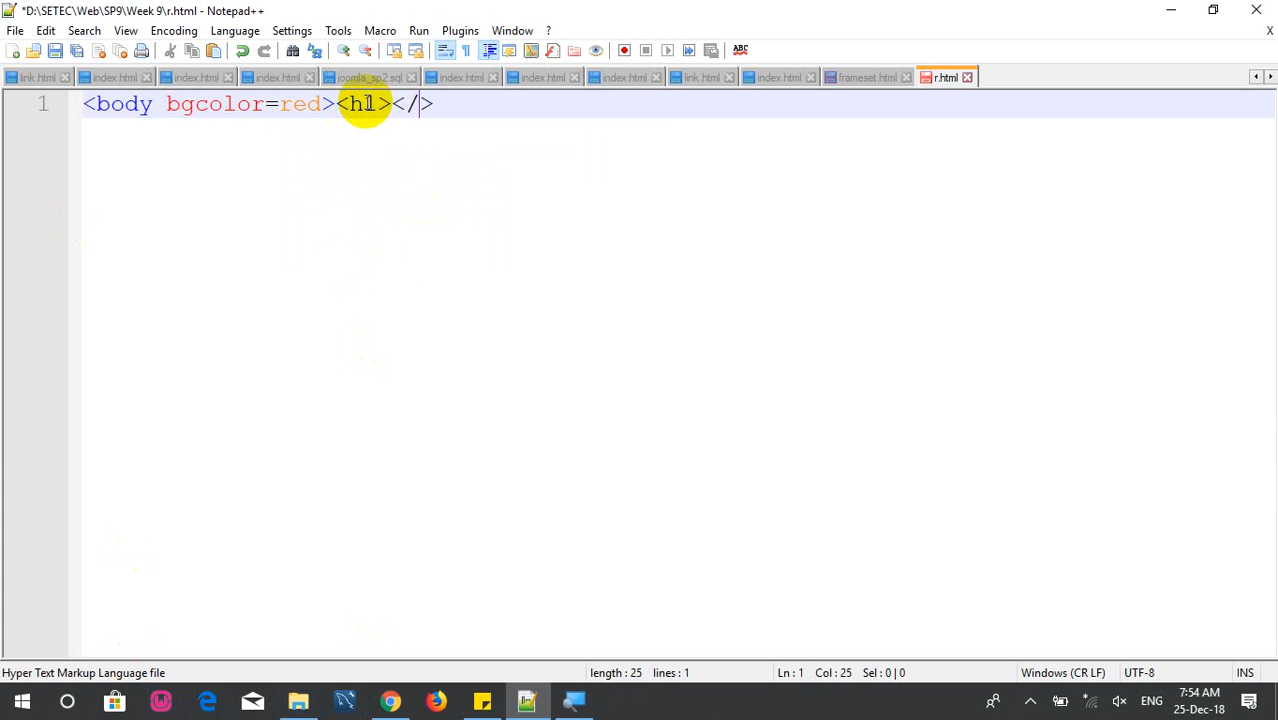 *D:\SETEC\Web\SP9\Week 9\r.html - Notepad++
File Edit Search View Encoding Language Settings Tools Macro Run Plugins Window ? X
ABC
link.html index.html index.html index.html joomla_sp2.sql index.html index.html index.html link.html index.html frameset.html r.html
1 <body bgcolor=red><h1></>
Hyper Text Markup Language file length : 25 lines : 1 Ln : 1 Col : 25 Sel : 0 | 0 Windows (CR LF) UTF-8 INS
ENG 7:54 AM
25-Dec-18